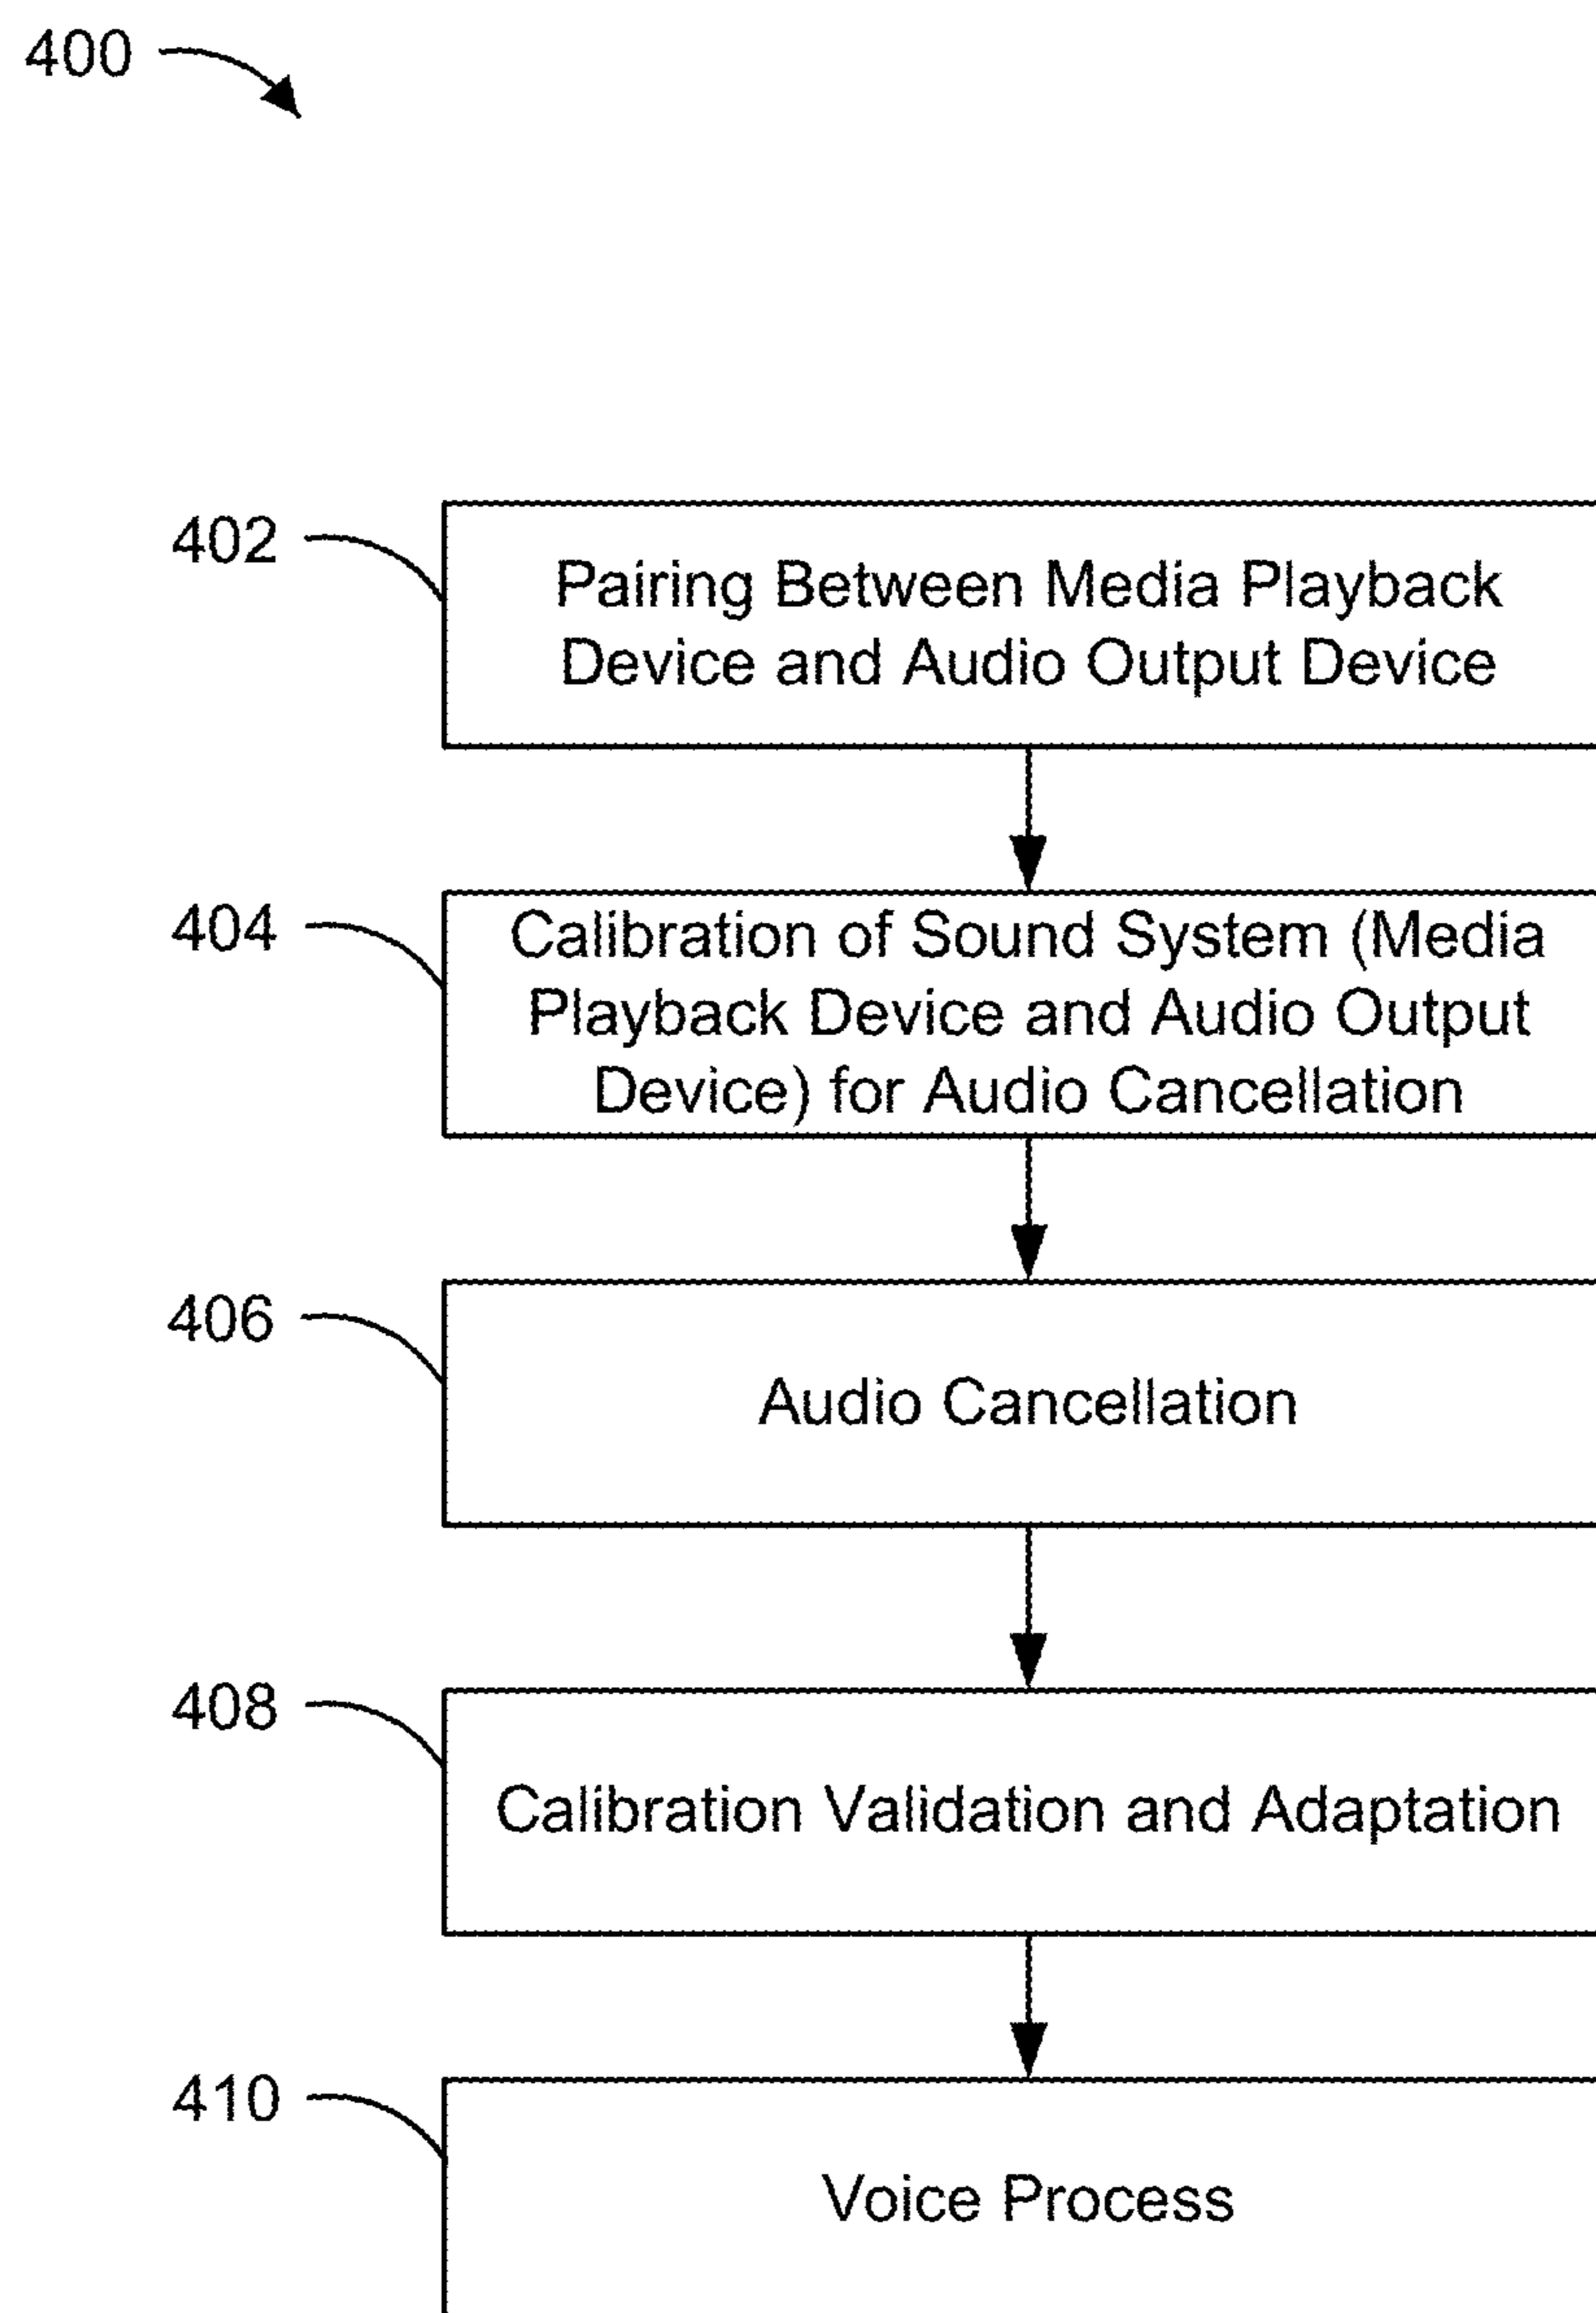 400
402
Pairing Between Media Playback
Device and Audio Output Device
404
Calibration of Sound System (Media
Playback Device and Audio Output
Device) for Audio Cancellation
406
Audio Cancellation
408
Calibration Validation and Adaptation
410
Voice Process